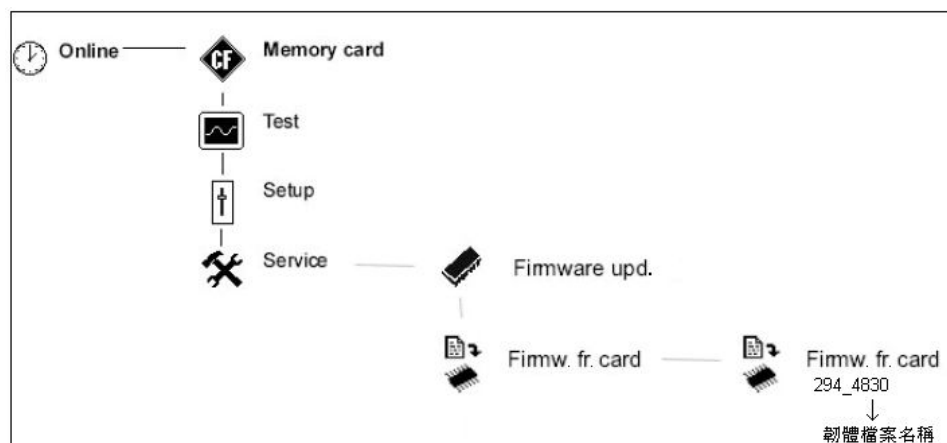 Online
CF
Memory card
Test
Setup
Service
Firmware upd.
Firmw. fr. card
Firmw. fr. card
294_4830
韌體檔案名稱